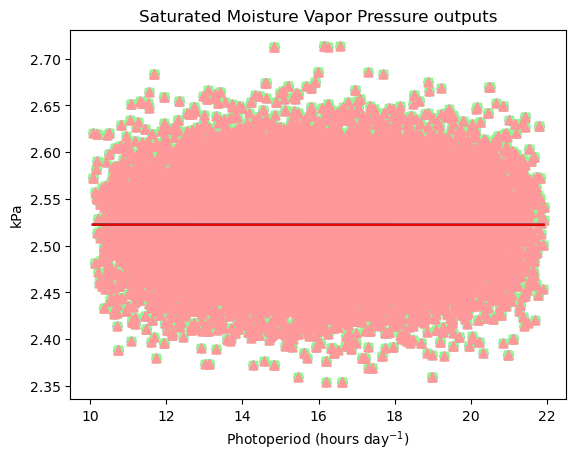 Saturated Moisture Vapor Pressure outputs
2.70
2.65
2.60
2.55
2.50
2.45
2.40
2.35
kPa
10 12 14 16 18 20 22
Photoperiod (hours day⁻¹)